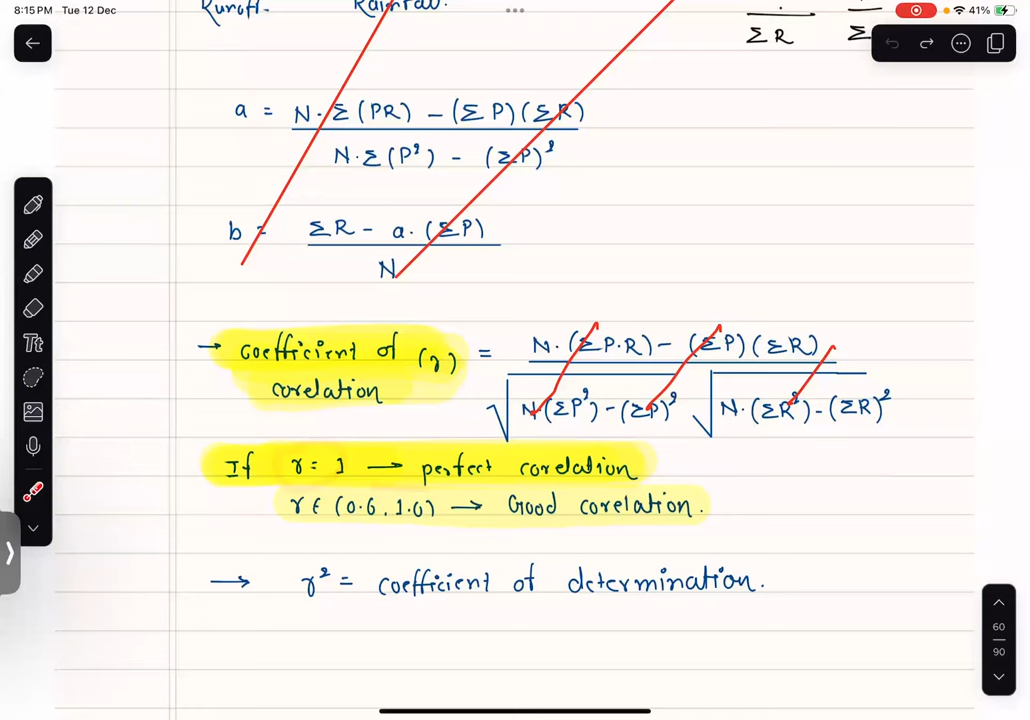 8:15 PM Tue 12 Dec
41%
Runoff. Rainfall.
ΣR Σ
a = N·Σ(PR) − (ΣP)(ΣR)
N·Σ(P²) − (ΣP)²
b = ΣR − a·(ΣP)
N
→ coefficient of (r) = N·(ΣP·R) − (ΣP)(ΣR)
corelation √N·(ΣP²)−(ΣP)² √N·(ΣR²)−(ΣR)²
If r = 1 → perfect corelation
r ∈ (0.6, 1.0) → Good corelation.
→ r² = coefficient of determination.
Tt
60
90